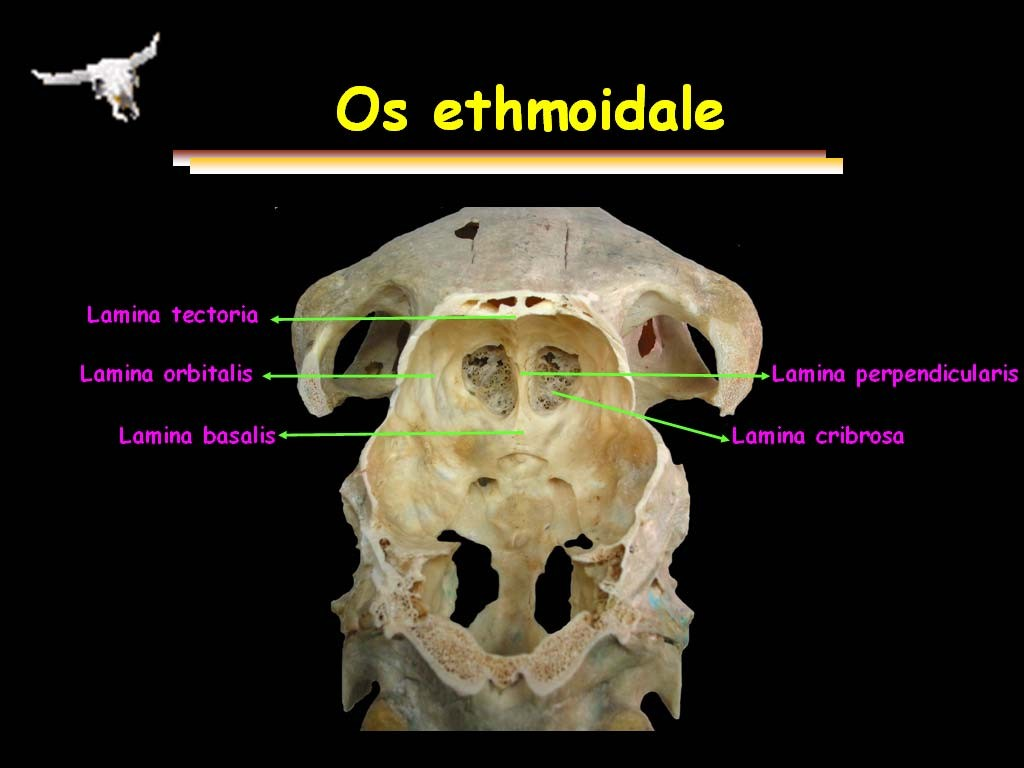 Os ethmoidale
Lamina tectoria
Lamina orbitalis
Lamina perpendicularis
Lamina basalis
Lamina cribrosa